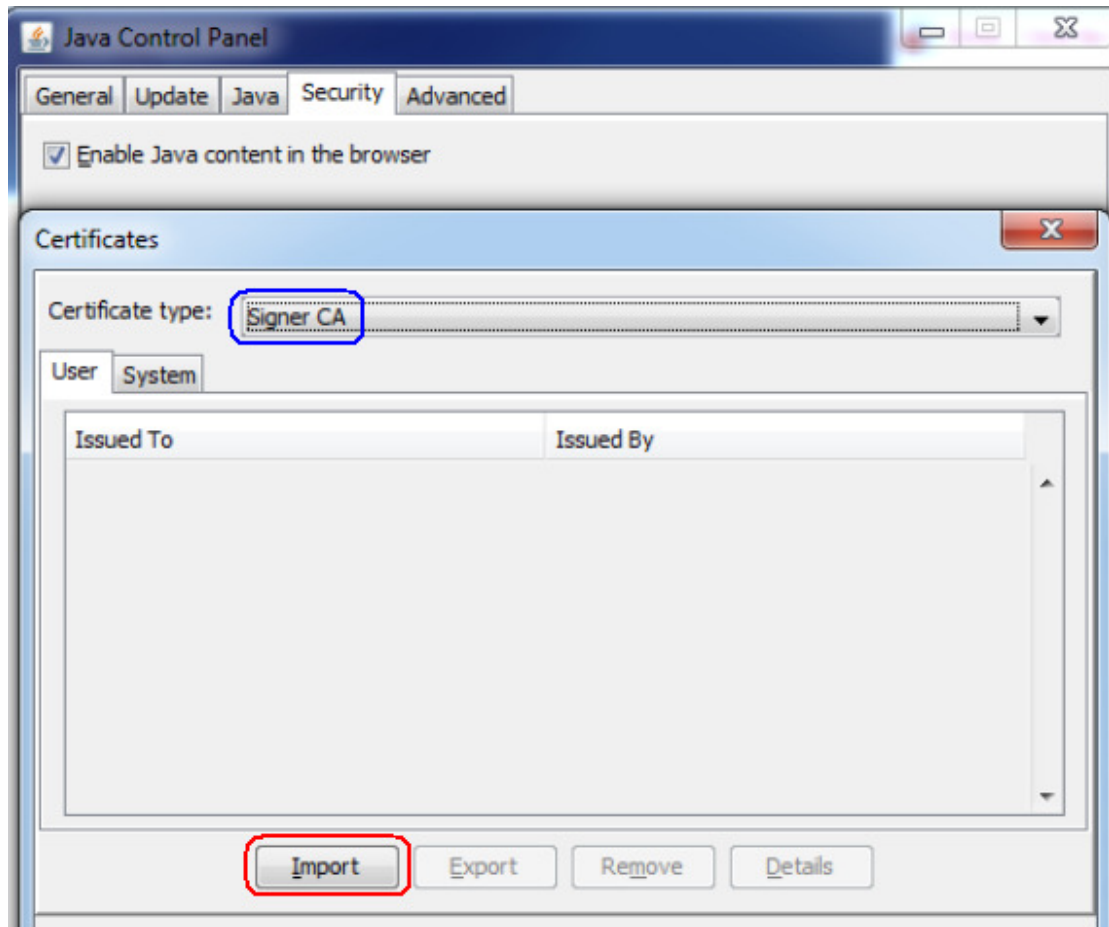 Java Control Panel
General Update Java Security Advanced
Enable Java content in the browser
Certificates
Certificate type: Signer CA
User System
Issued To Issued By
Import Export Remove Details